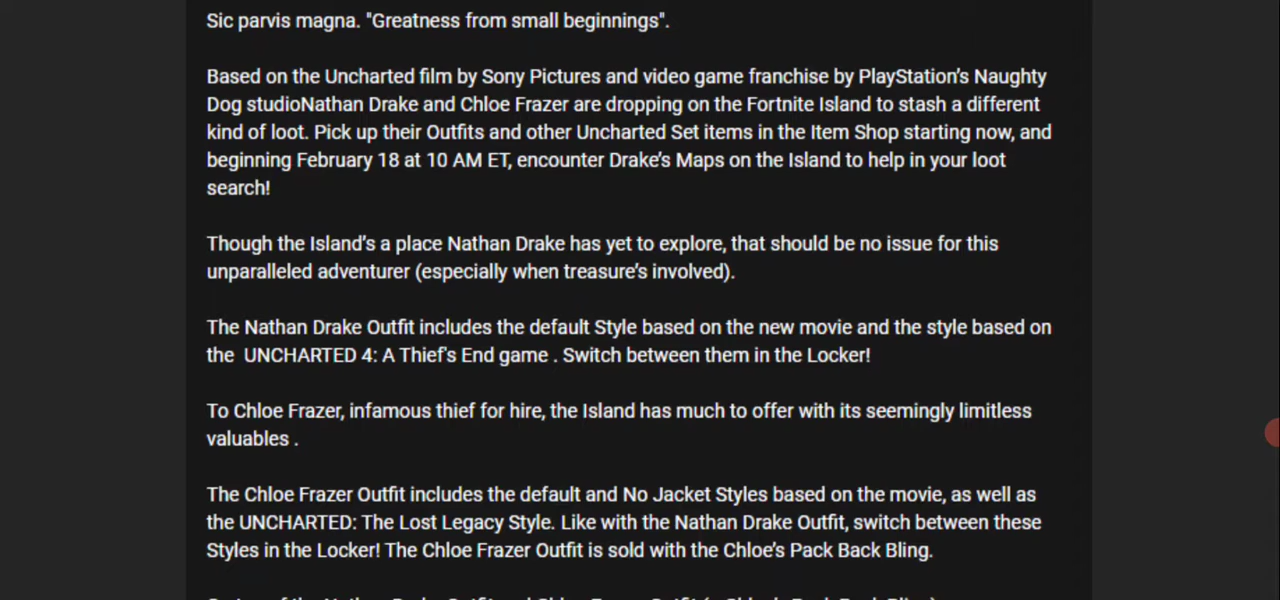 Sic parvis magna. "Greatness from small beginnings".
Based on the Uncharted film by Sony Pictures and video game franchise by PlayStation's Naughty
Dog studioNathan Drake and Chloe Frazer are dropping on the Fortnite Island to stash a different
kind of loot. Pick up their Outfits and other Uncharted Set items in the Item Shop starting now, and
beginning February 18 at 10 AM ET, encounter Drake's Maps on the Island to help in your loot
search!
Though the Island's a place Nathan Drake has yet to explore, that should be no issue for this
unparalleled adventurer (especially when treasure's involved).
The Nathan Drake Outfit includes the default Style based on the new movie and the style based on
the  UNCHARTED 4: A Thief's End game . Switch between them in the Locker!
To Chloe Frazer, infamous thief for hire, the Island has much to offer with its seemingly limitless
valuables .
The Chloe Frazer Outfit includes the default and No Jacket Styles based on the movie, as well as
the UNCHARTED: The Lost Legacy Style. Like with the Nathan Drake Outfit, switch between these
Styles in the Locker! The Chloe Frazer Outfit is sold with the Chloe's Pack Back Bling.